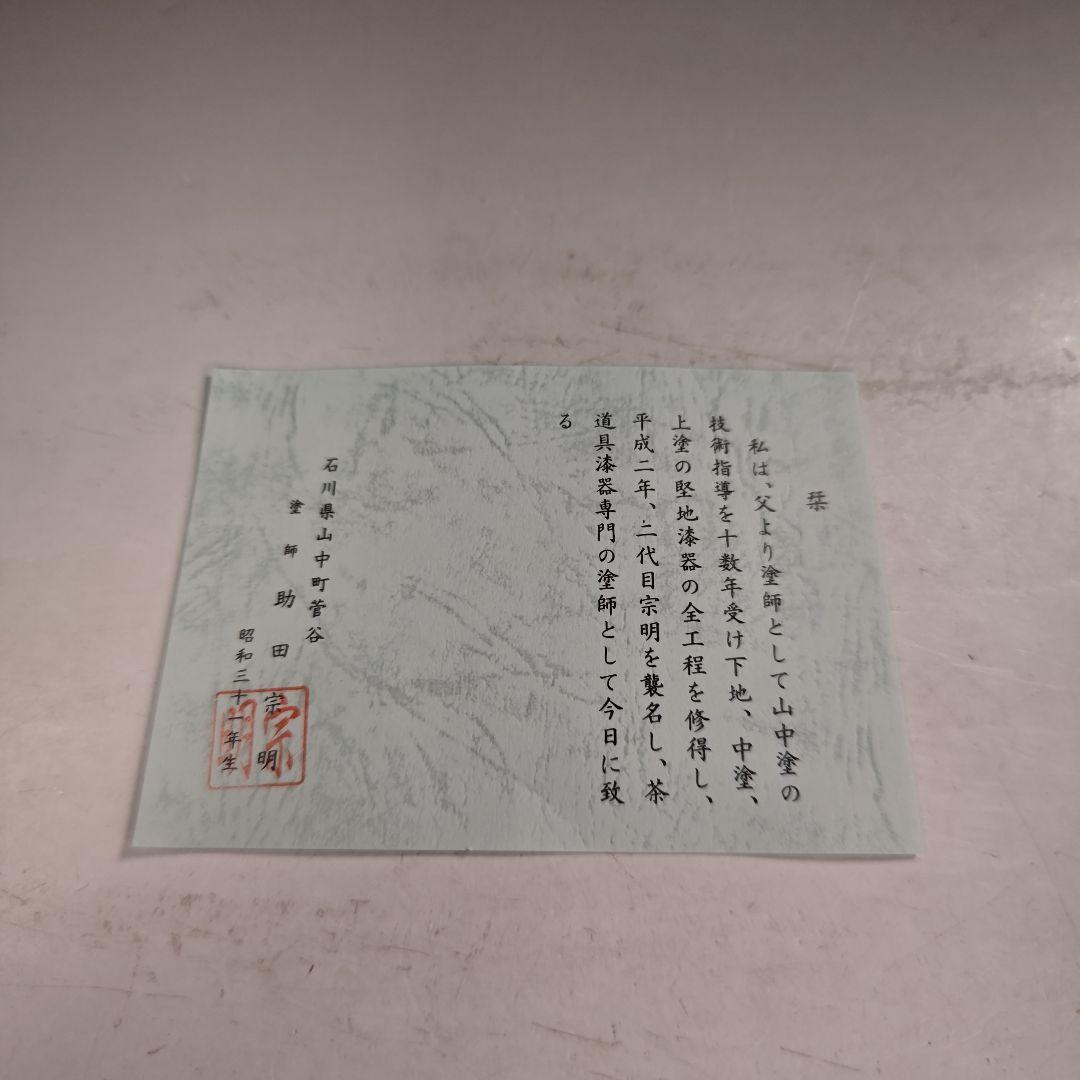 栞
私は、父より塗師として山中塗の
技術指導を十数年受け下地、中塗、
上塗の堅地漆器の全工程を修得し、
平成二年、二代目宗明を襲名し、茶
道具漆器専門の塗師として今日に致
る
石川県山中町菅谷
塗師 助田 宗明
昭和三十一年生
宗明